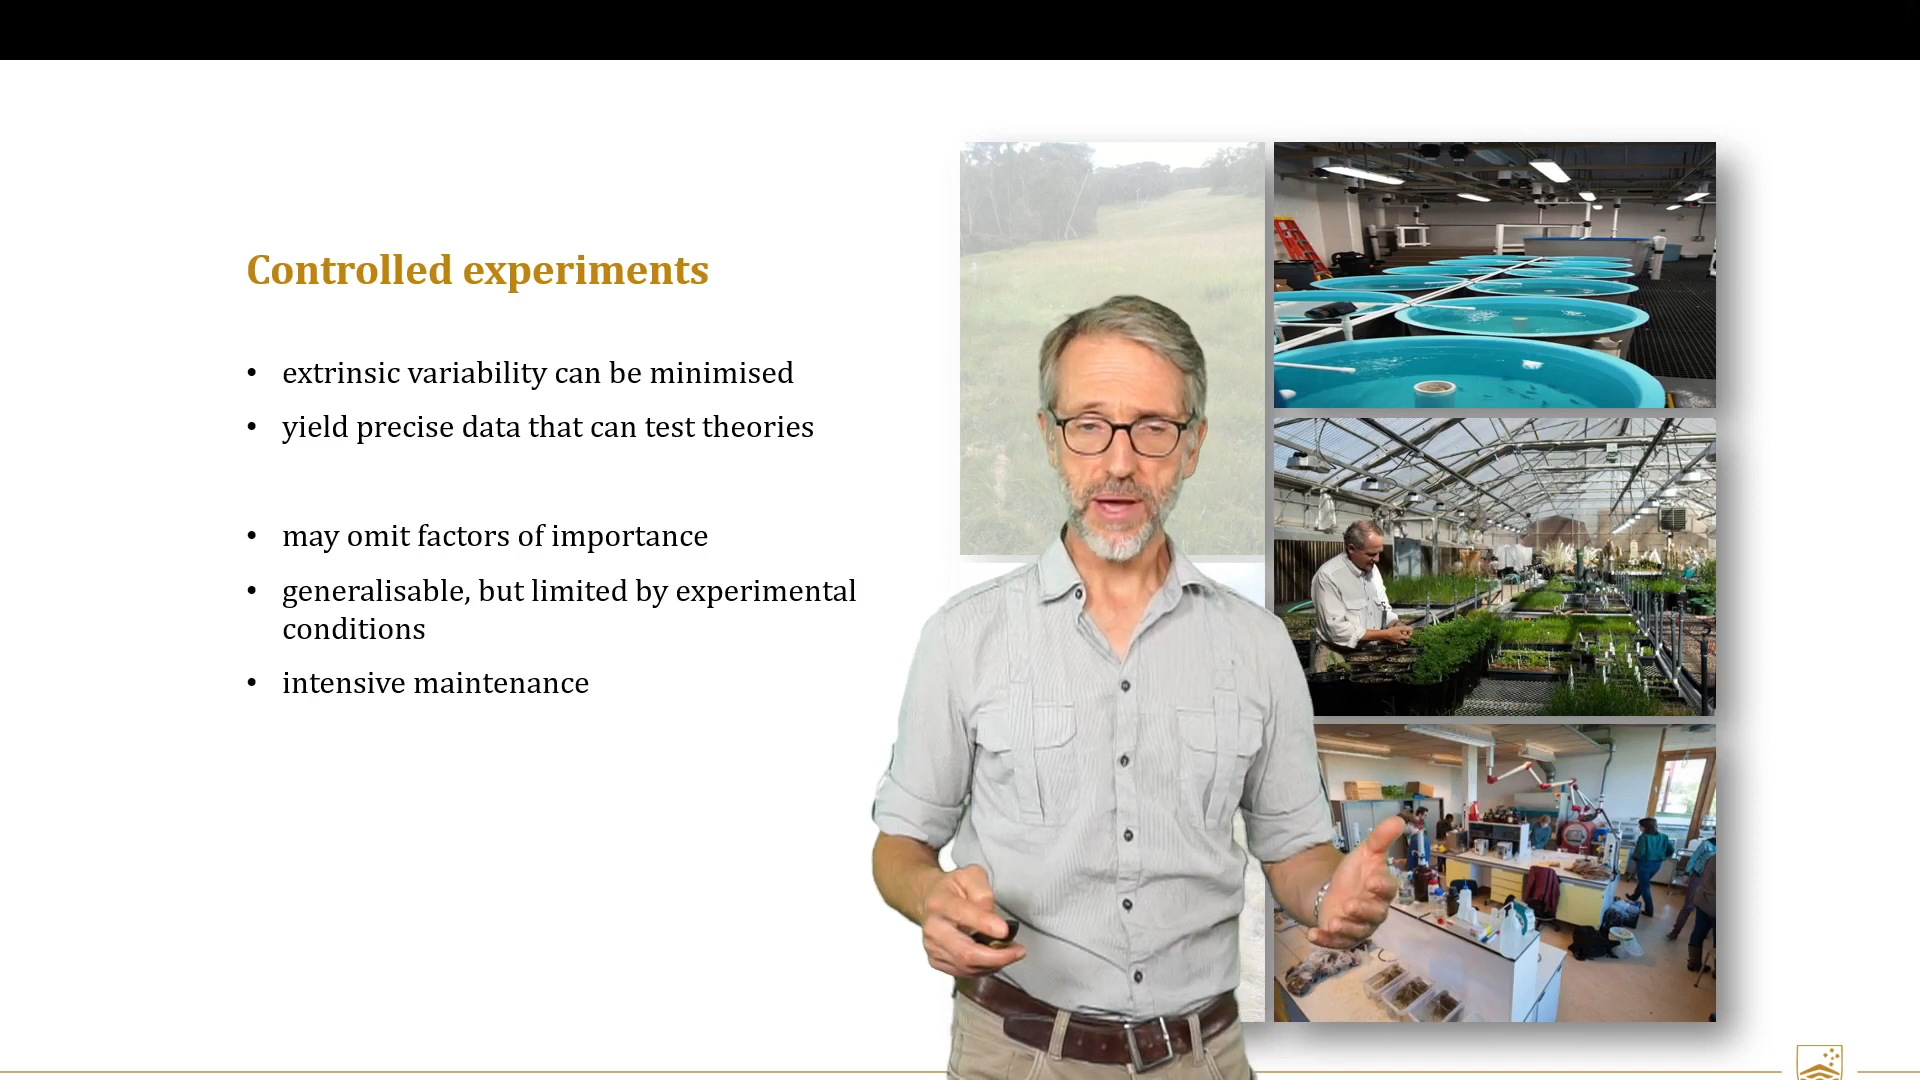 Controlled experiments
• extrinsic variability can be minimised
• yield precise data that can test theories
• may omit factors of importance
• generalisable, but limited by experimental
conditions
• intensive maintenance